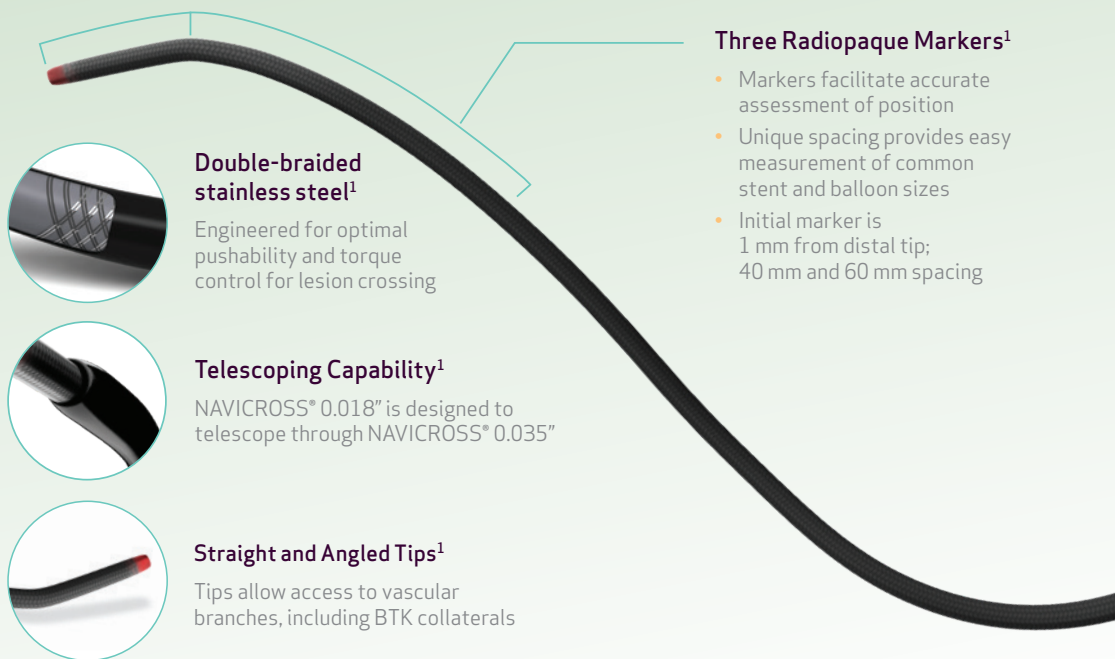 Three Radiopaque Markers¹
• Markers facilitate accurate
assessment of position
• Unique spacing provides easy
measurement of common
stent and balloon sizes
• Initial marker is
1 mm from distal tip;
40 mm and 60 mm spacing
Double-braided
stainless steel¹
Engineered for optimal
pushability and torque
control for lesion crossing
Telescoping Capability¹
NAVICROSS® 0.018″ is designed to
telescope through NAVICROSS® 0.035″
Straight and Angled Tips¹
Tips allow access to vascular
branches, including BTK collaterals